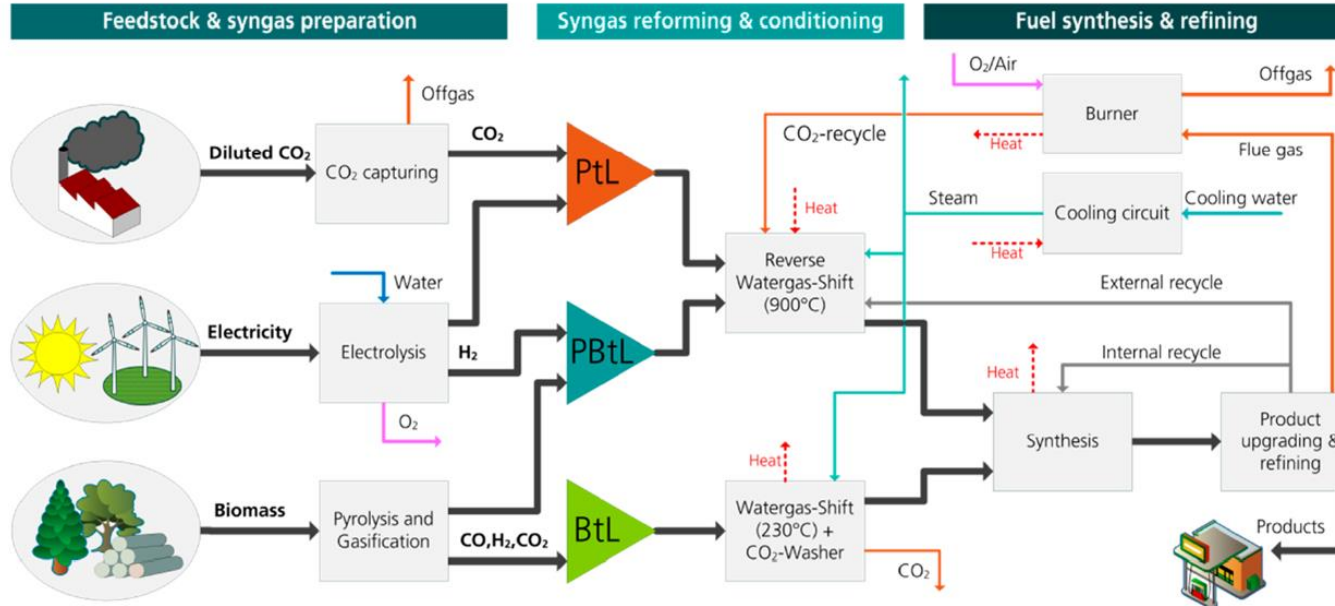 Feedstock & syngas preparation
Syngas reforming & conditioning
Fuel synthesis & refining
Offgas
Diluted CO₂
CO₂ capturing
CO₂
PtL
Water
Electricity
Electrolysis
H₂
O₂
PBtL
Biomass
Pyrolysis and
Gasification
CO,H₂,CO₂
BtL
CO₂-recycle
Heat
Reverse
Watergas-Shift
(900°C)
Steam
Heat
Watergas-Shift
(230°C) +
CO₂-Washer
CO₂
O₂/Air
Burner
Offgas
Heat
Flue gas
Cooling circuit
Cooling water
Heat
External recycle
Internal recycle
Heat
Synthesis
Product
upgrading &
refining
Products